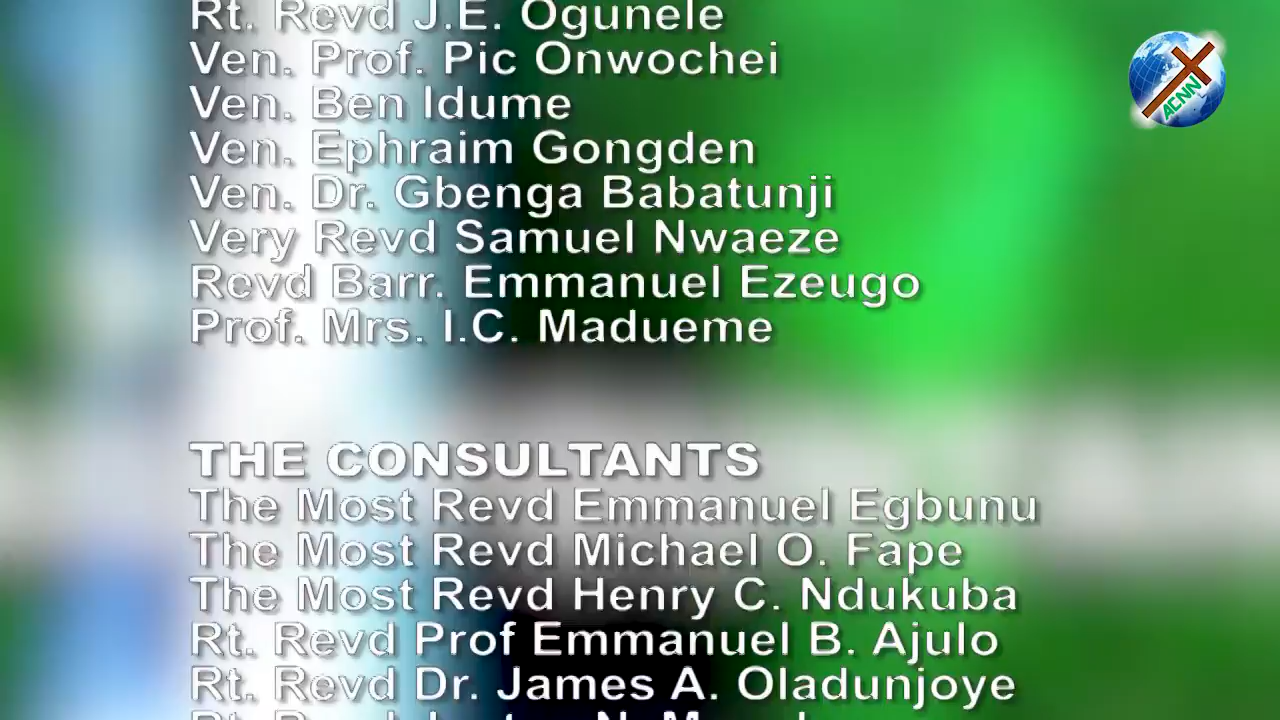 Rt. Revd J.E. Ogunele
Ven. Prof. Pic Onwochei
Ven. Ben Idume
Ven. Ephraim Gongden
Ven. Dr. Gbenga Babatunji
Very Revd Samuel Nwaeze
Revd Barr. Emmanuel Ezeugo
Prof. Mrs. I.C. Madueme
THE CONSULTANTS
The Most Revd Emmanuel Egbunu
The Most Revd Michael O. Fape
The Most Revd Henry C. Ndukuba
Rt. Revd Prof Emmanuel B. Ajulo
Rt. Revd Dr. James A. Oladunjoye
Rt. Revd
ACNN